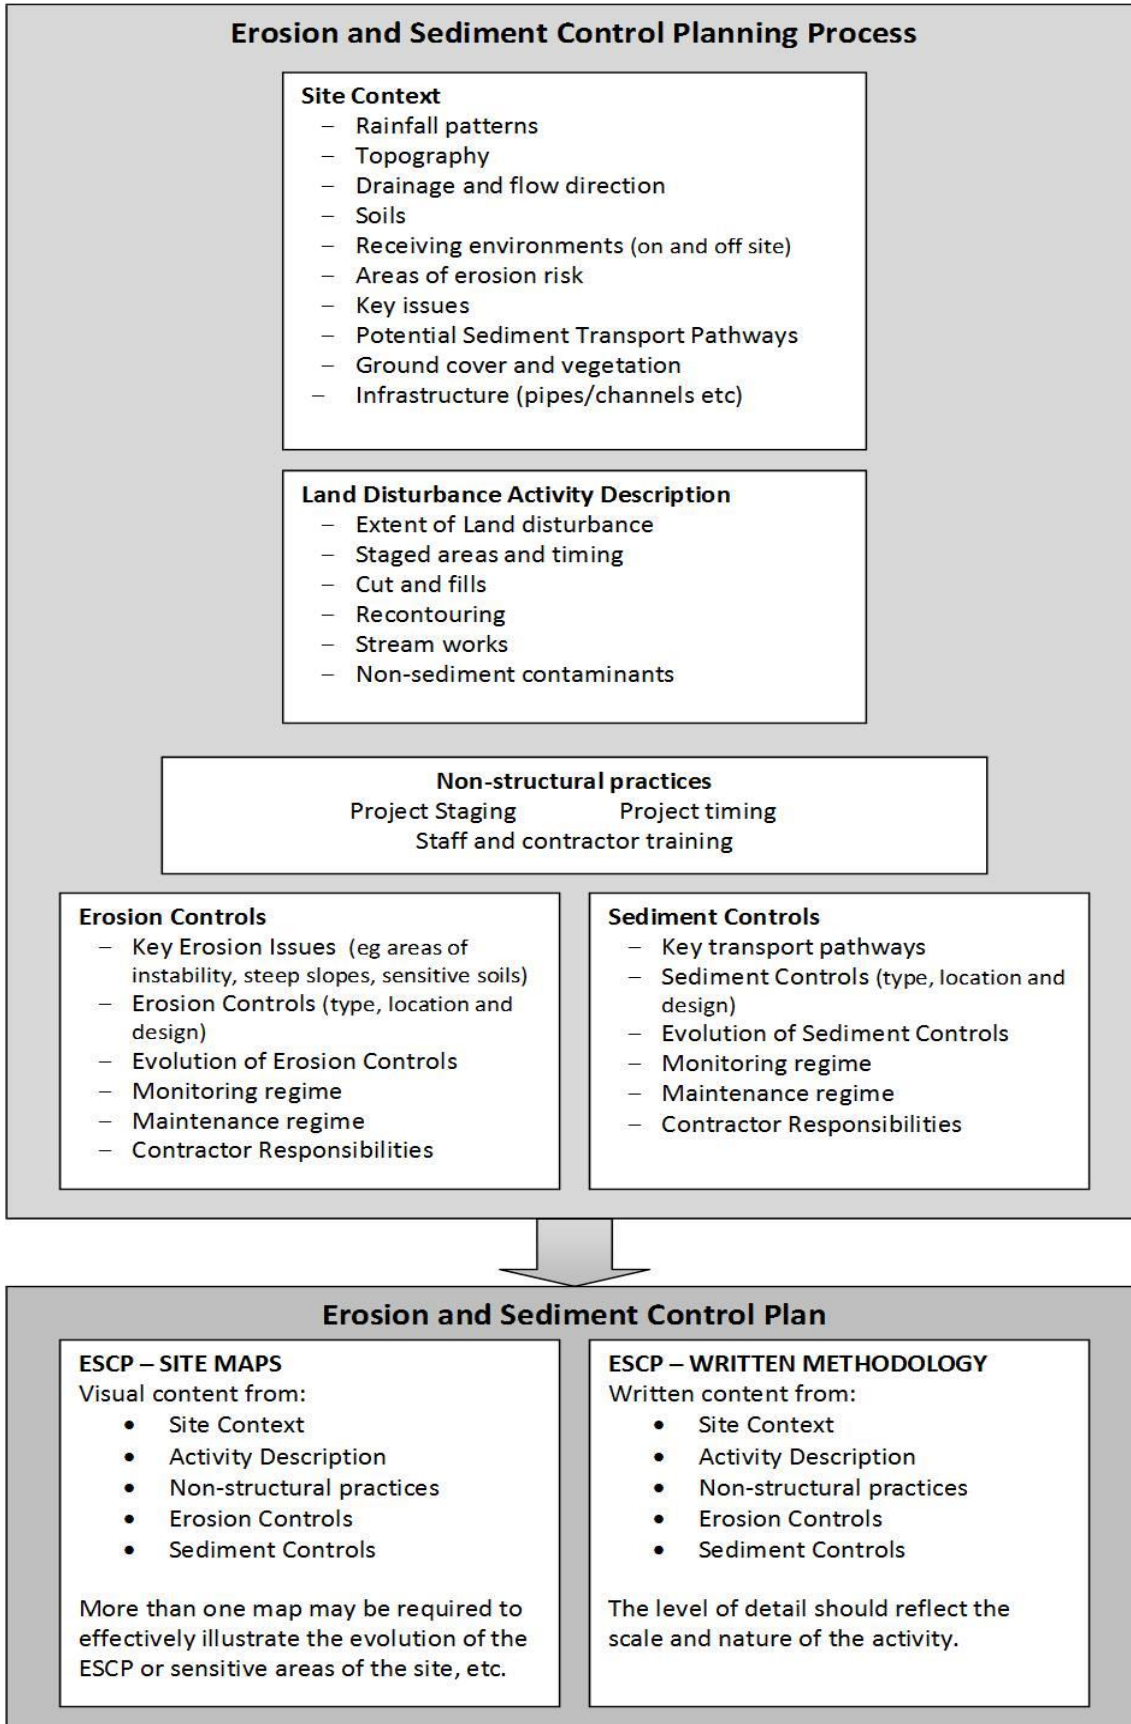 Erosion and Sediment Control Planning Process
Site Context
– Rainfall patterns
– Topography
– Drainage and flow direction
– Soils
– Receiving environments (on and off site)
– Areas of erosion risk
– Key issues
– Potential Sediment Transport Pathways
– Ground cover and vegetation
– Infrastructure (pipes/channels etc)
Land Disturbance Activity Description
– Extent of Land disturbance
– Staged areas and timing
– Cut and fills
– Recontouring
– Stream works
– Non-sediment contaminants
Non-structural practices
Project Staging Project timing
Staff and contractor training
Erosion Controls
– Key Erosion Issues (eg areas of
instability, steep slopes, sensitive soils)
– Erosion Controls (type, location and
design)
– Evolution of Erosion Controls
– Monitoring regime
– Maintenance regime
– Contractor Responsibilities
Sediment Controls
– Key transport pathways
– Sediment Controls (type, location and
design)
– Evolution of Sediment Controls
– Monitoring regime
– Maintenance regime
– Contractor Responsibilities
Erosion and Sediment Control Plan
ESCP – SITE MAPS
Visual content from:
• Site Context
• Activity Description
• Non-structural practices
• Erosion Controls
• Sediment Controls
More than one map may be required to
effectively illustrate the evolution of the
ESCP or sensitive areas of the site, etc.
ESCP – WRITTEN METHODOLOGY
Written content from:
• Site Context
• Activity Description
• Non-structural practices
• Erosion Controls
• Sediment Controls
The level of detail should reflect the
scale and nature of the activity.